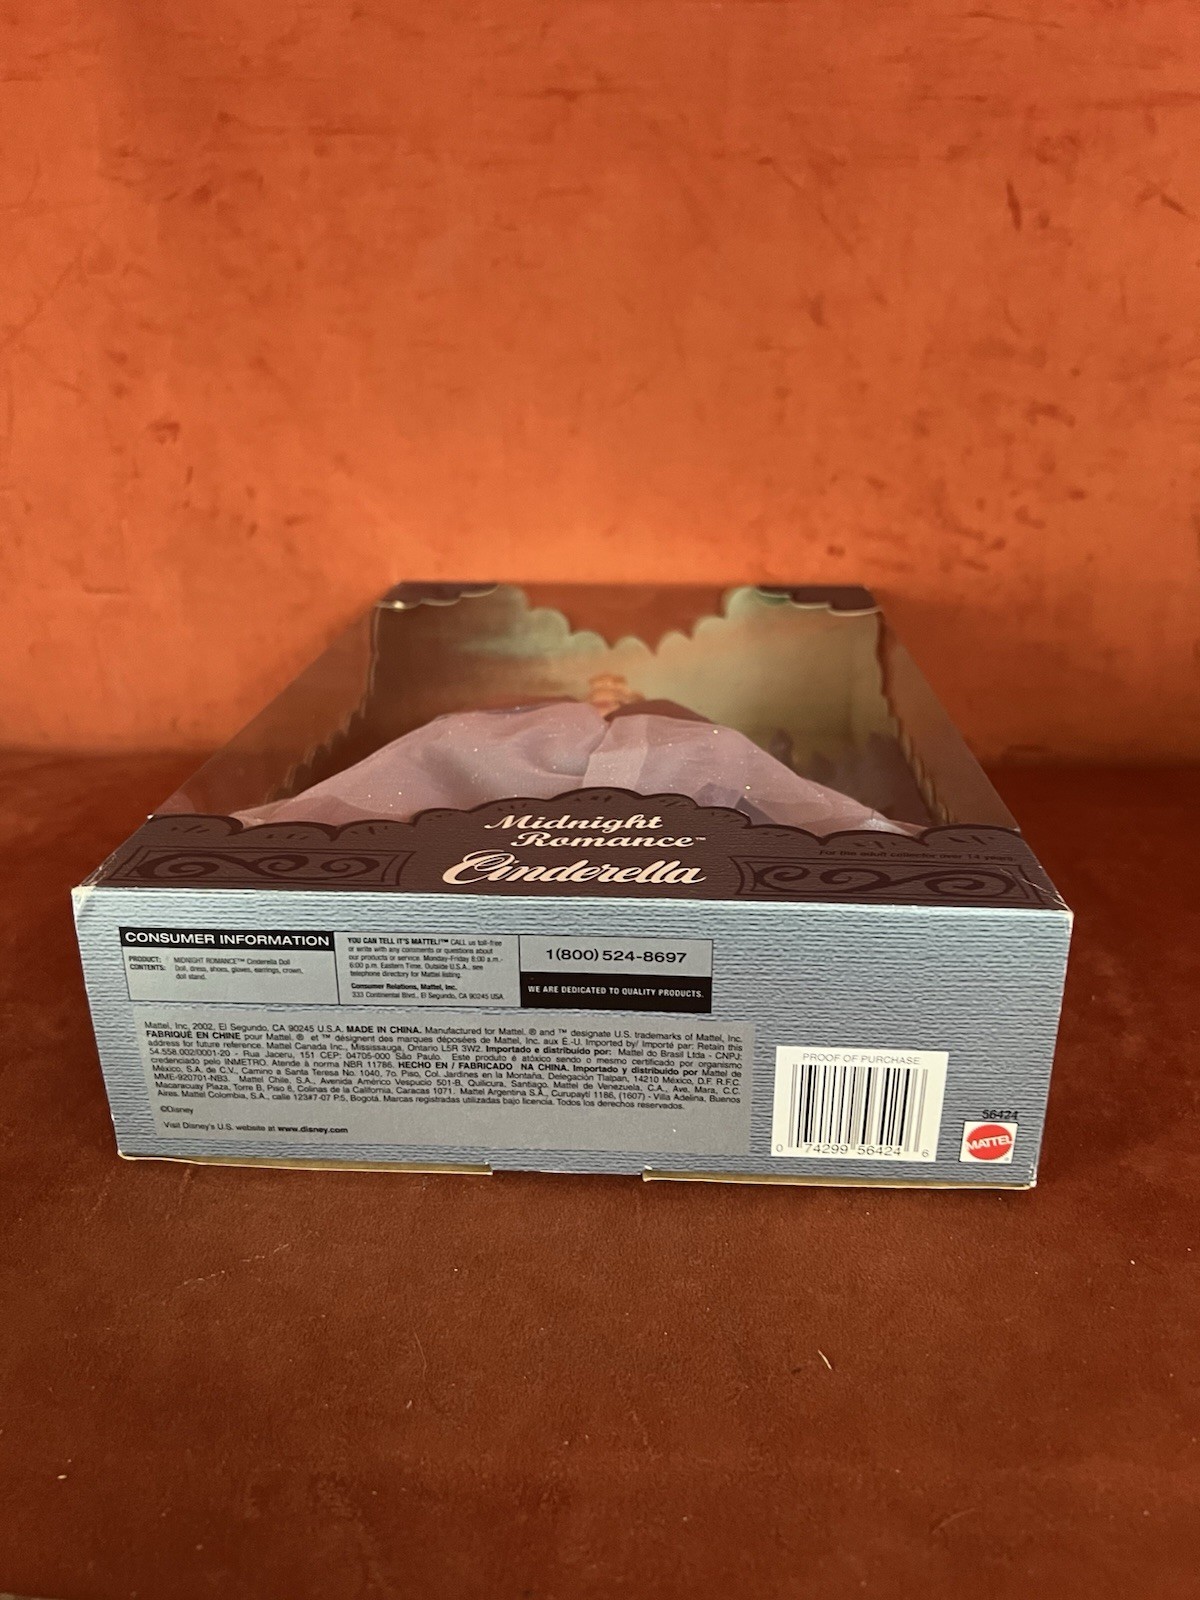 Midnight
Romance™
Cinderella
For the adult collector over 14 years.
CONSUMER INFORMATION
PRODUCT: MIDNIGHT ROMANCE™ Cinderella Doll
CONTENTS: Doll, dress, shoes, gloves, earrings, crown,
doll stand.
YOU CAN TELL IT'S MATTEL!™ CALL us toll-free
or write with any comments or questions about
our products or service. Monday-Friday 8:00 a.m.-
6:00 p.m. Eastern Time. Outside U.S.A., see
telephone directory for Mattel listing.
Consumer Relations, Mattel, Inc.
333 Continental Blvd., El Segundo, CA 90245 USA
1(800) 524-8697
WE ARE DEDICATED TO QUALITY PRODUCTS.
Mattel, Inc. 2002, El Segundo, CA 90245 U.S.A. MADE IN CHINA. Manufactured for Mattel. ® and ™ designate U.S. trademarks of Mattel, Inc.
FABRIQUÉ EN CHINE pour Mattel. ® et ™ désignent des marques déposées de Mattel, Inc. aux É.-U. Imported by/ Importé par: Retain this
address for future reference. Mattel Canada Inc., Mississauga, Ontario L5R 3W2. Importado e distribuido por: Mattel do Brasil Ltda - CNPJ:
54.558.002/0001-20 - Rua Jaceru, 151 CEP: 04705-000 São Paulo. Este produto é atóxico sendo o mesmo certificado por organismo
credenciado pelo INMETRO. Atende à norma NBR 11786. HECHO EN / FABRICADO NA CHINA. Importado y distribuido por Mattel de
México, S.A. de C.V., Camino a Santa Teresa No. 1040, 7o. Piso, Col. Jardines en la Montaña, Delegación Tlalpan, 14210 México, D.F. R.F.C.
MME-920701-NB3. Mattel Chile, S.A., Avenida Américo Vespucio 501-B, Quilicura, Santiago. Mattel de Venezuela, C.A., Ave. Mara, C.C.
Macaracuay Plaza, Torre B, Piso 8, Colinas de la California, Caracas 1071. Mattel Argentina S.A., Curupaytí 1186, (1607) - Villa Adelina, Buenos
Aires. Mattel Colombia, S.A., calle 123#7-07 P.5, Bogotá. Marcas registradas utilizadas bajo licencia. Todos los derechos reservados.
©Disney
Visit Disney's U.S. website at www.disney.com
PROOF OF PURCHASE
0 74299 56424 6
56424
MATTEL